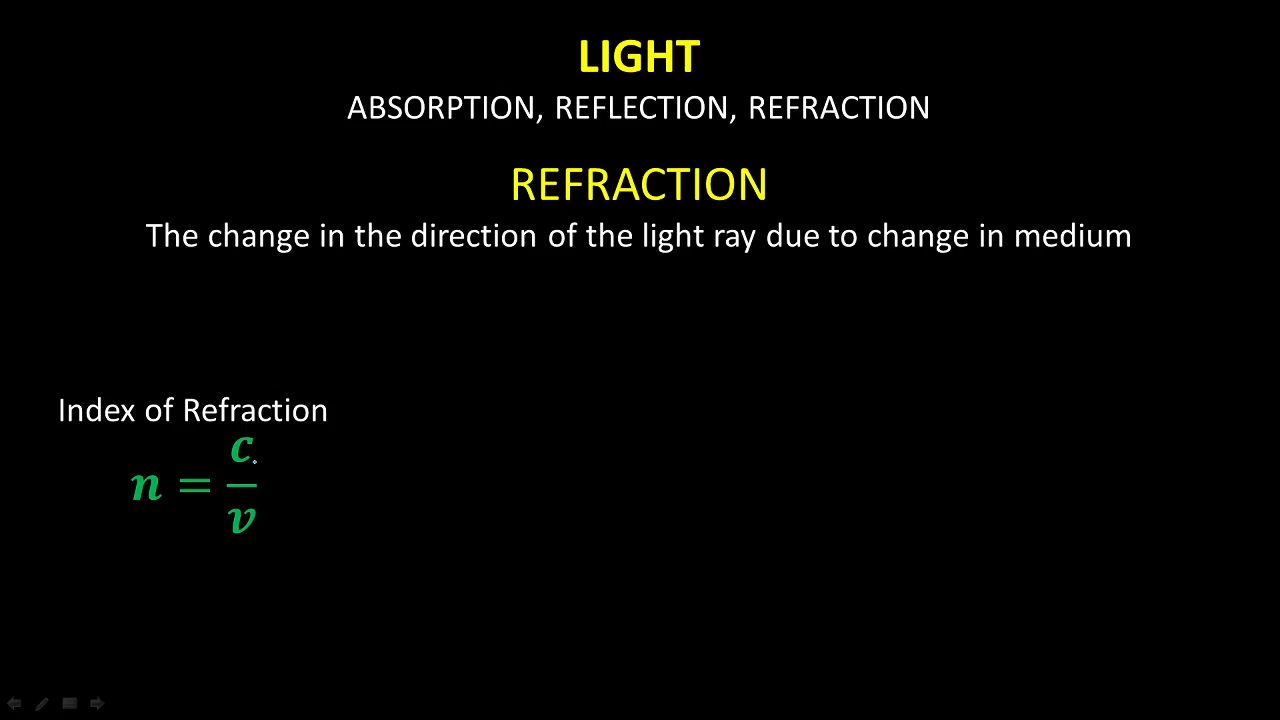 LIGHT
ABSORPTION, REFLECTION, REFRACTION
REFRACTION
The change in the direction of the light ray due to change in medium
Index of Refraction
n = c/v